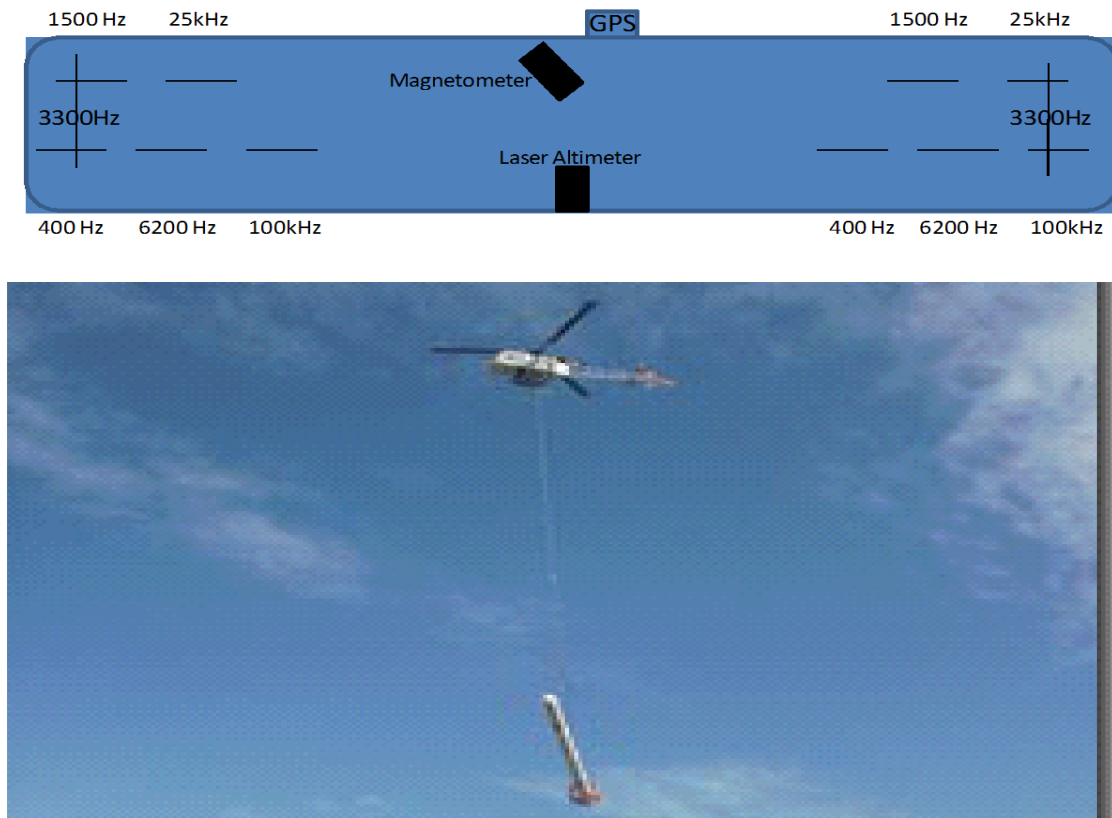 GPS
1500 Hz 25kHz 1500 Hz 25kHz
Magnetometer
3300Hz 3300Hz
Laser Altimeter
400 Hz 6200 Hz 100kHz 400 Hz 6200 Hz 100kHz